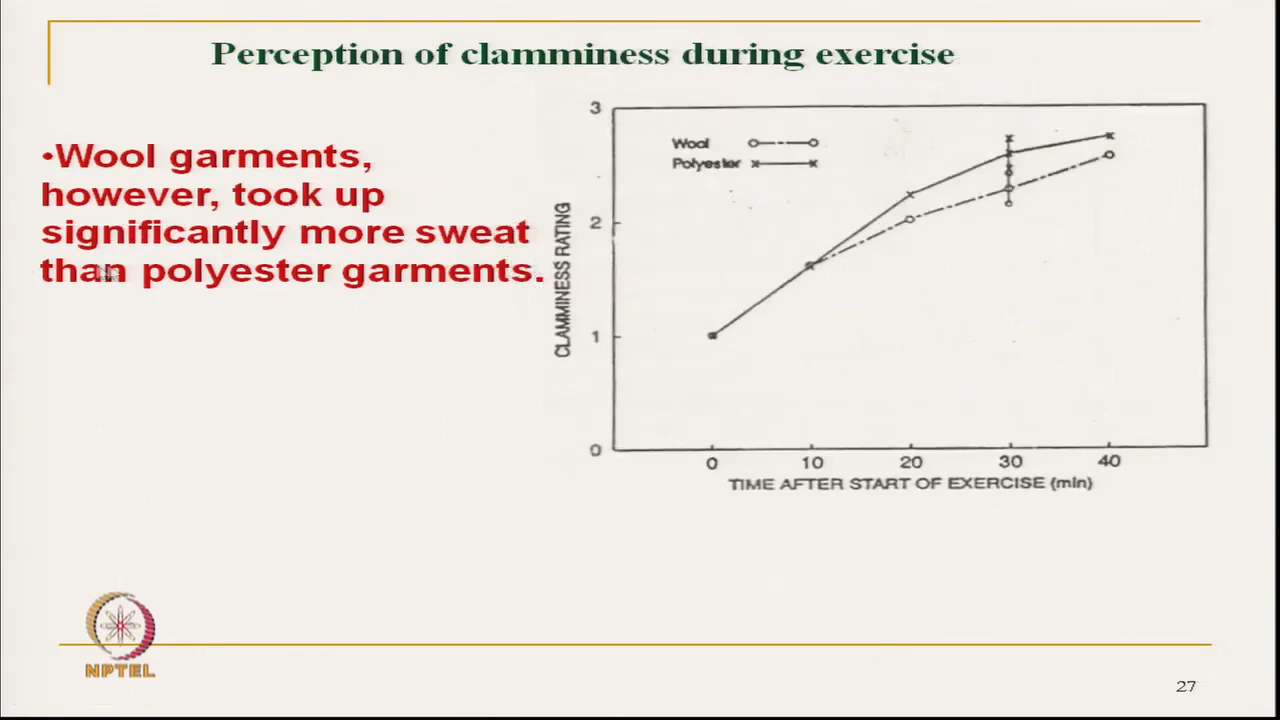 Perception of clamminess during exercise
•Wool garments,
however, took up
significantly more sweat
than polyester garments.
3
2
1
0
CLAMMINESS RATING
Wool
Polyester
0 10 20 30 40
TIME AFTER START OF EXERCISE (min)
NPTEL
27